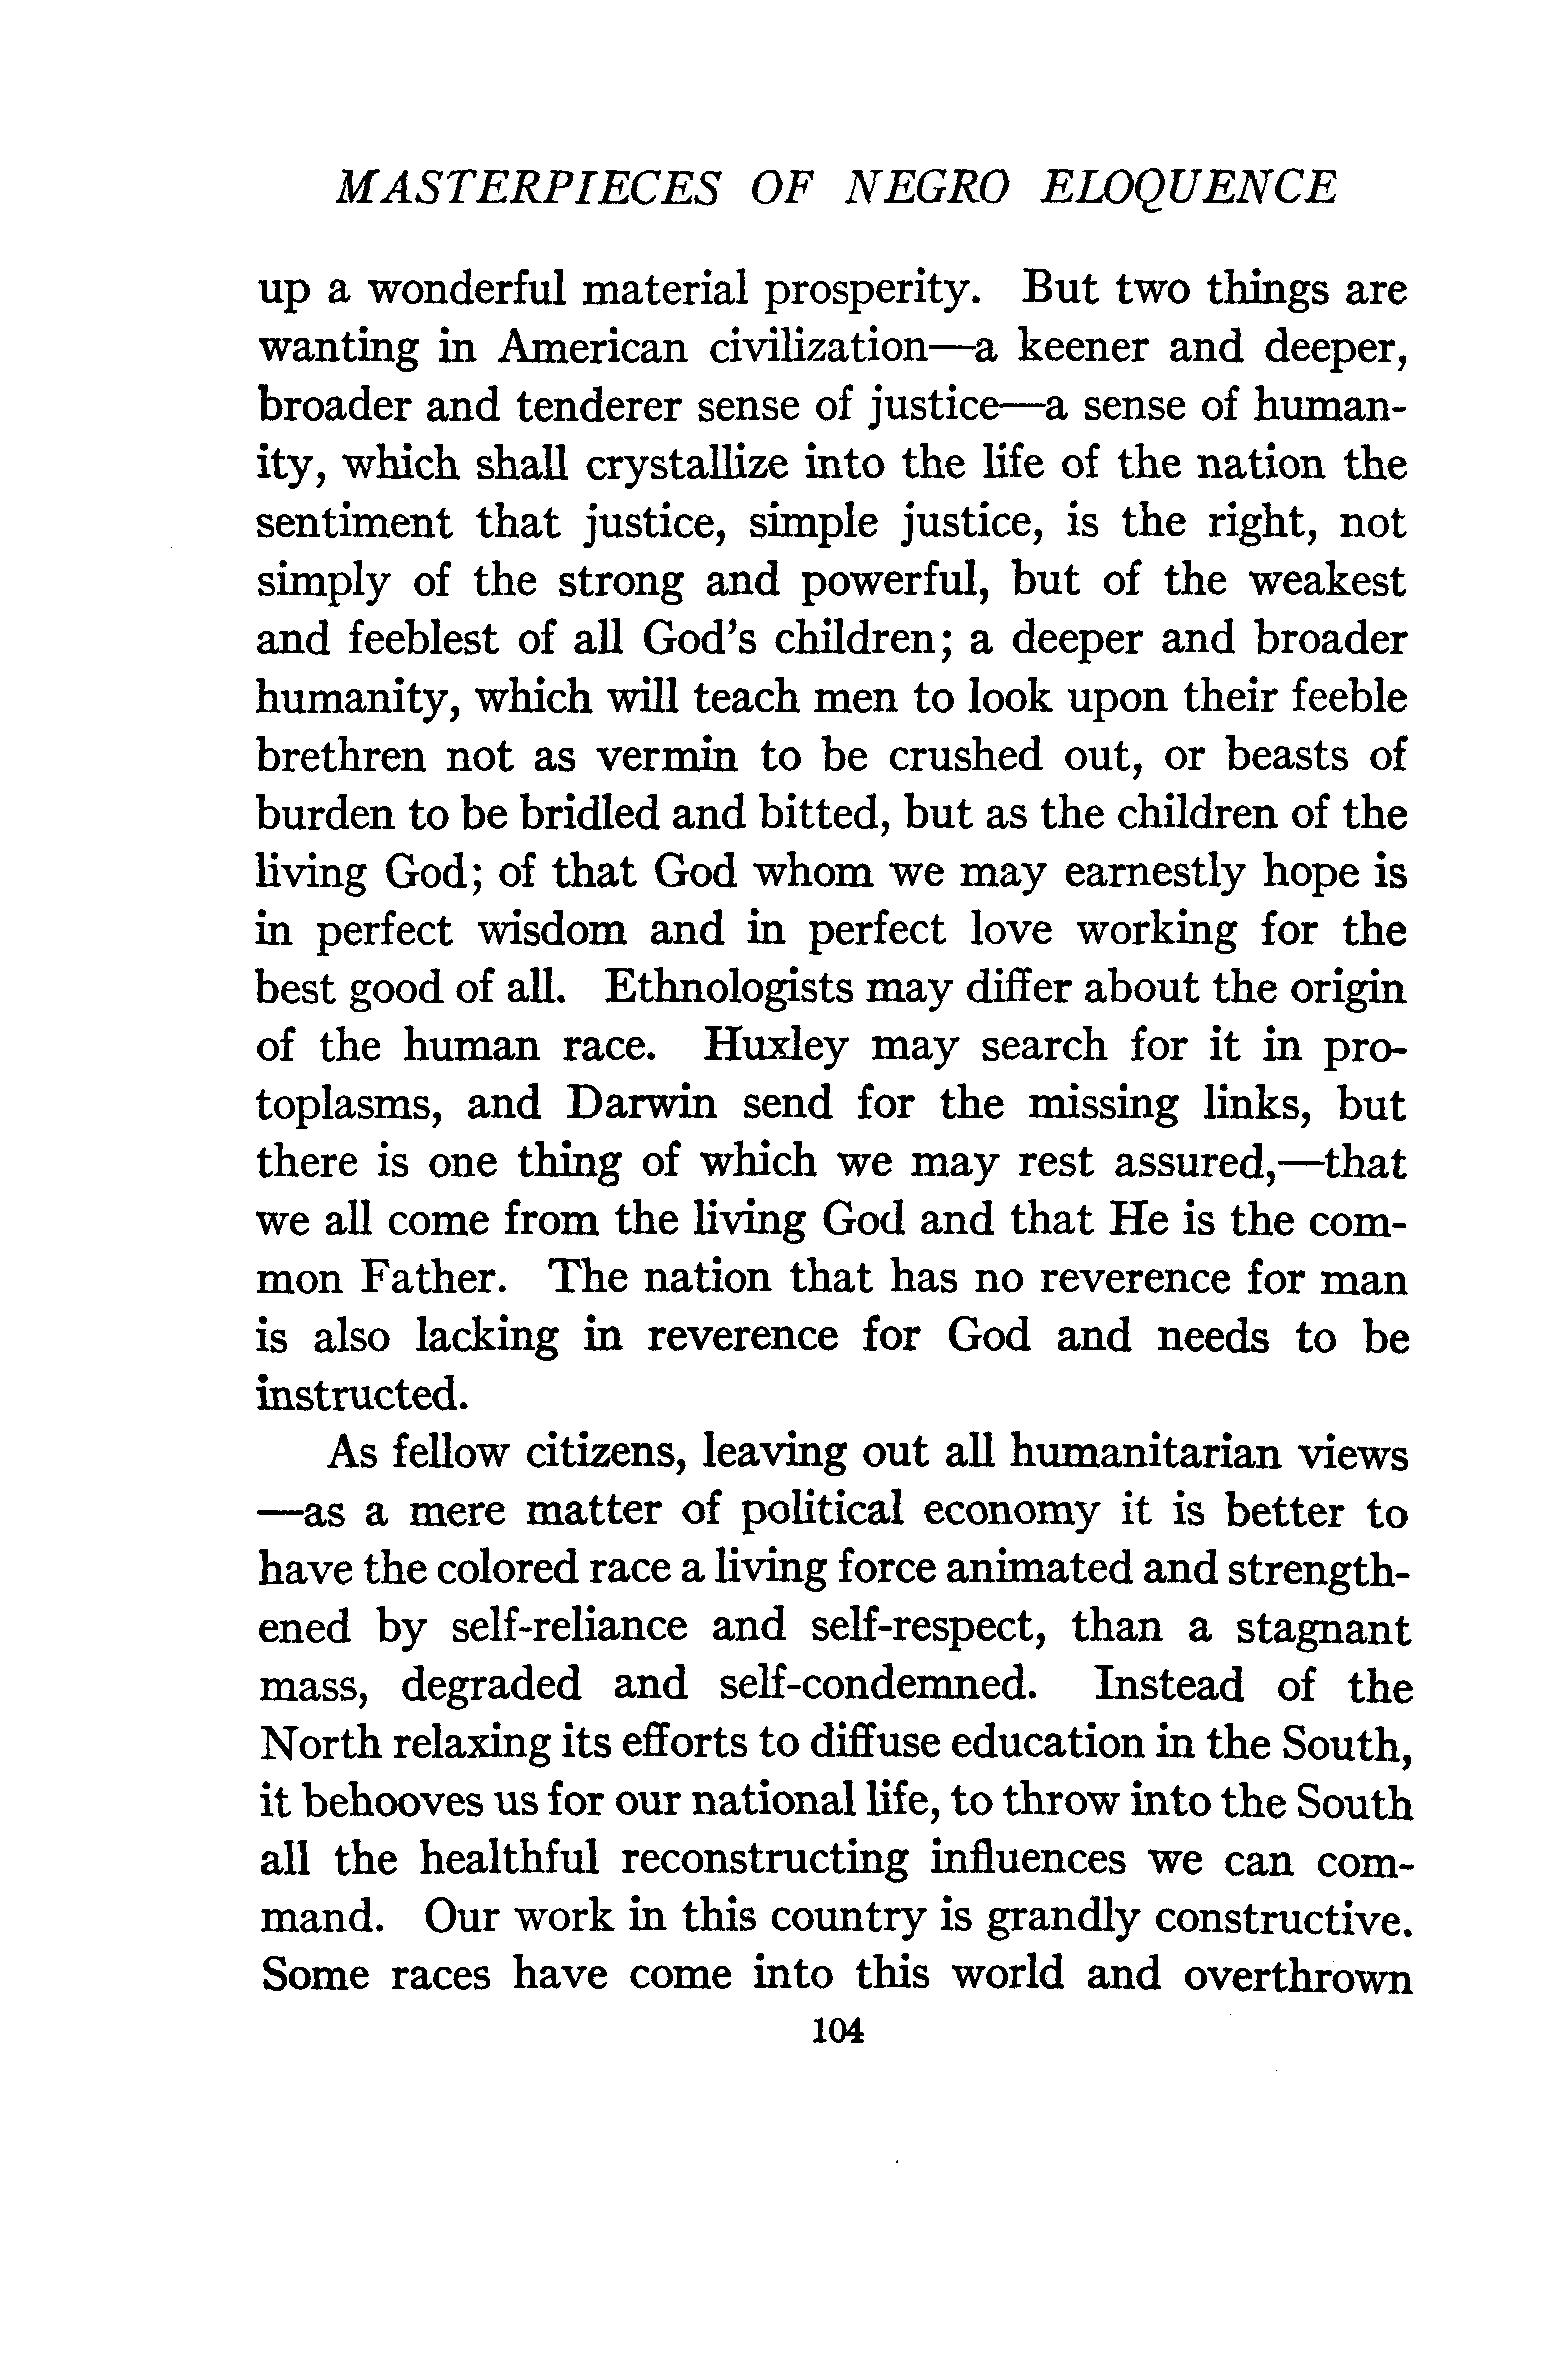 MASTERPIECES OF NEGRO ELOQUENCE
up a wonderful material prosperity. But two things are
wanting in American civilization—a keener and deeper,
broader and tenderer sense of justice—a sense of human-
ity, which shall crystallize into the life of the nation the
sentiment that justice, simple justice, is the right, not
simply of the strong and powerful, but of the weakest
and feeblest of all God's children; a deeper and broader
humanity, which will teach men to look upon their feeble
brethren not as vermin to be crushed out, or beasts of
burden to be bridled and bitted, but as the children of the
living God; of that God whom we may earnestly hope is
in perfect wisdom and in perfect love working for the
best good of all. Ethnologists may differ about the origin
of the human race. Huxley may search for it in pro-
toplasms, and Darwin send for the missing links, but
there is one thing of which we may rest assured,—that
we all come from the living God and that He is the com-
mon Father. The nation that has no reverence for man
is also lacking in reverence for God and needs to be
instructed.
As fellow citizens, leaving out all humanitarian views
—as a mere matter of political economy it is better to
have the colored race a living force animated and strength-
ened by self-reliance and self-respect, than a stagnant
mass, degraded and self-condemned. Instead of the
North relaxing its efforts to diffuse education in the South,
it behooves us for our national life, to throw into the South
all the healthful reconstructing influences we can com-
mand. Our work in this country is grandly constructive.
Some races have come into this world and overthrown
104